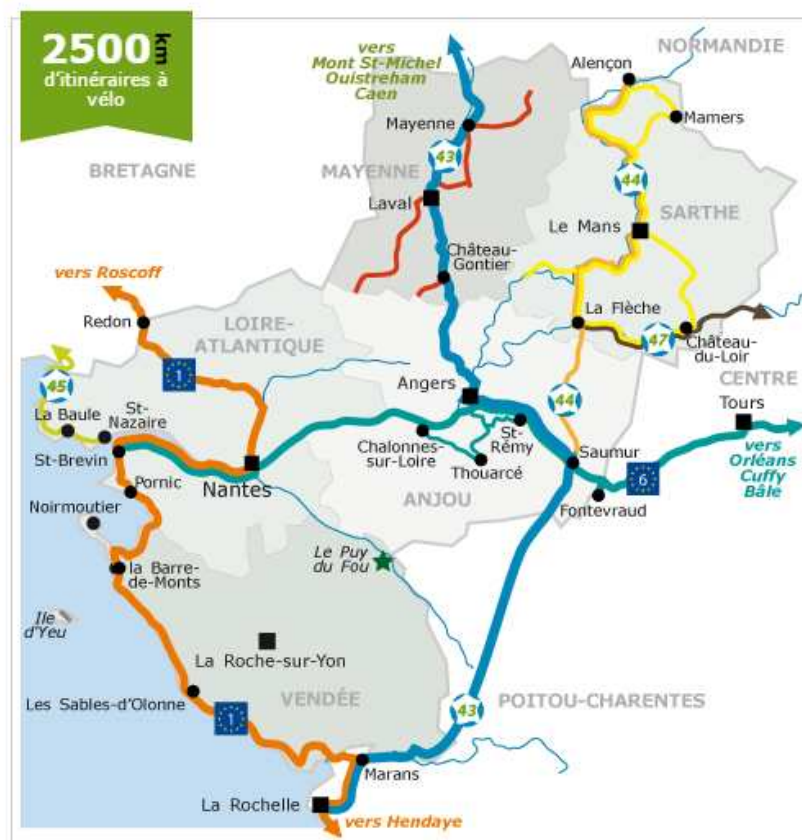 2500 km
d'itinéraires à
vélo
vers
Mont St-Michel
Ouistreham
Caen
NORMANDIE
Alençon
Mamers
Mayenne
43
BRETAGNE
MAYENNE
44
Laval
SARTHE
Le Mans
Château-
Gontier
vers Roscoff
Redon
LOIRE-
ATLANTIQUE
La Flèche
47
Château-
du-Loir
1
45
Angers
CENTRE
La Baule
St-
Nazaire
44
Tours
St-Brevin
Chalonnes-
sur-Loire
St-
Rémy
Saumur
vers
Orléans
Cuffy
Bâle
Thouarcé
Nantes
6
Pornic
ANJOU
Fontevraud
Noirmoutier
Le Puy
du Fou
la Barre-
de-Monts
Ile
d'Yeu
La Roche-sur-Yon
Les Sables-d'Olonne
VENDÉE
POITOU-CHARENTES
1
43
Marans
La Rochelle
vers Hendaye